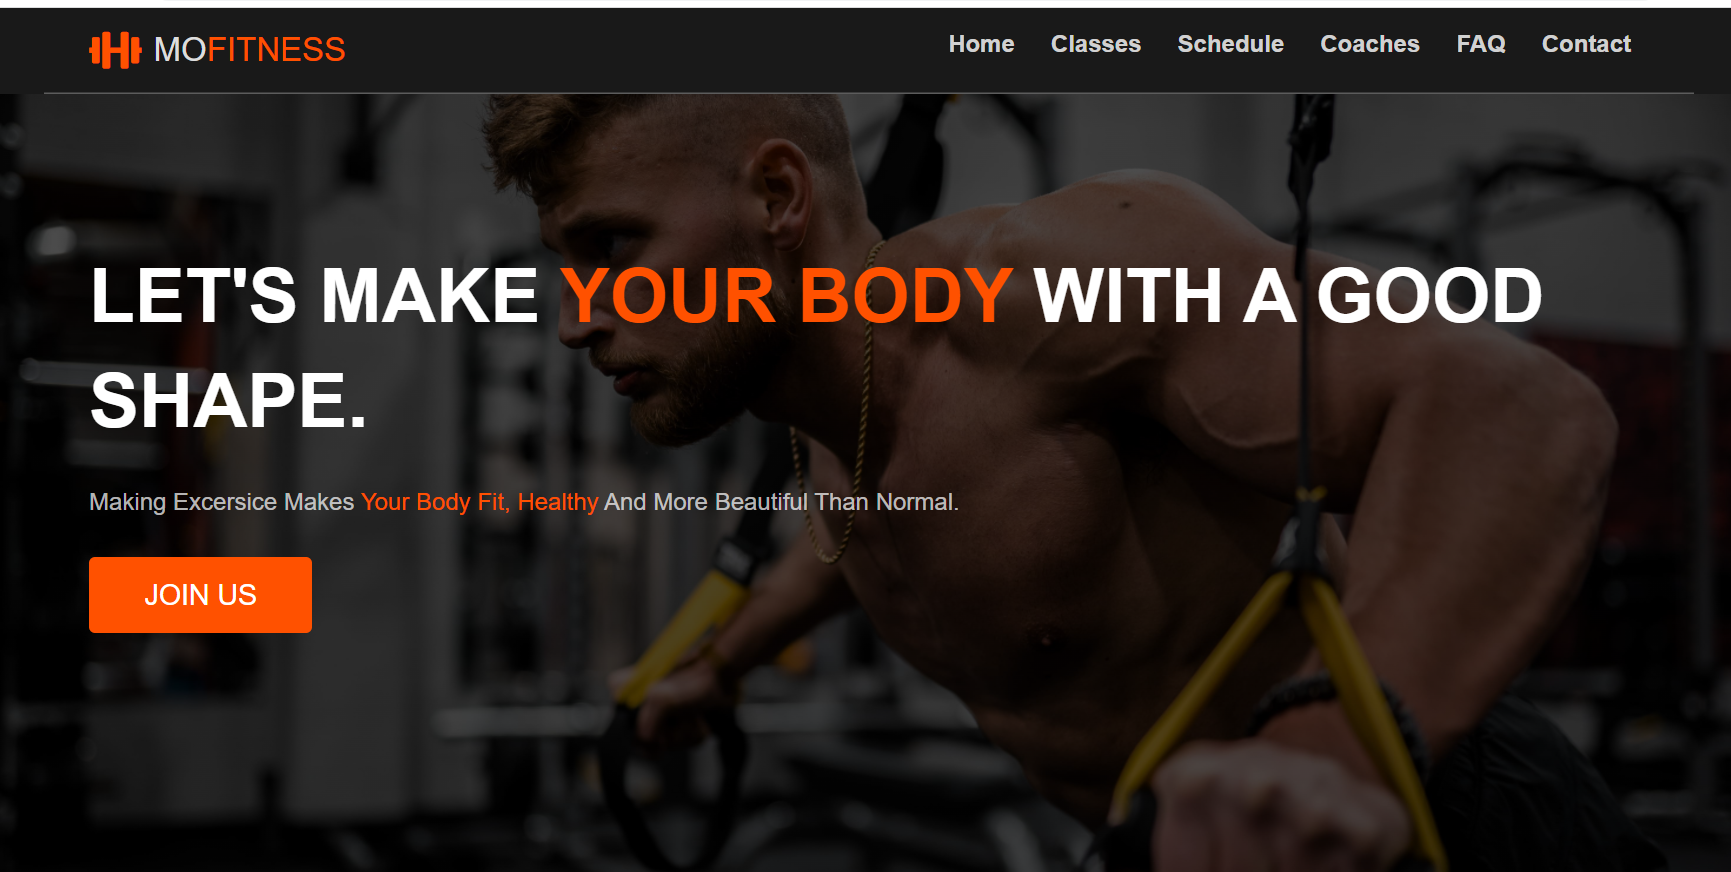 MOFITNESS
Home Classes Schedule Coaches FAQ Contact
LET'S MAKE YOUR BODY WITH A GOOD
SHAPE.
Making Excersice Makes Your Body Fit, Healthy And More Beautiful Than Normal.
JOIN US